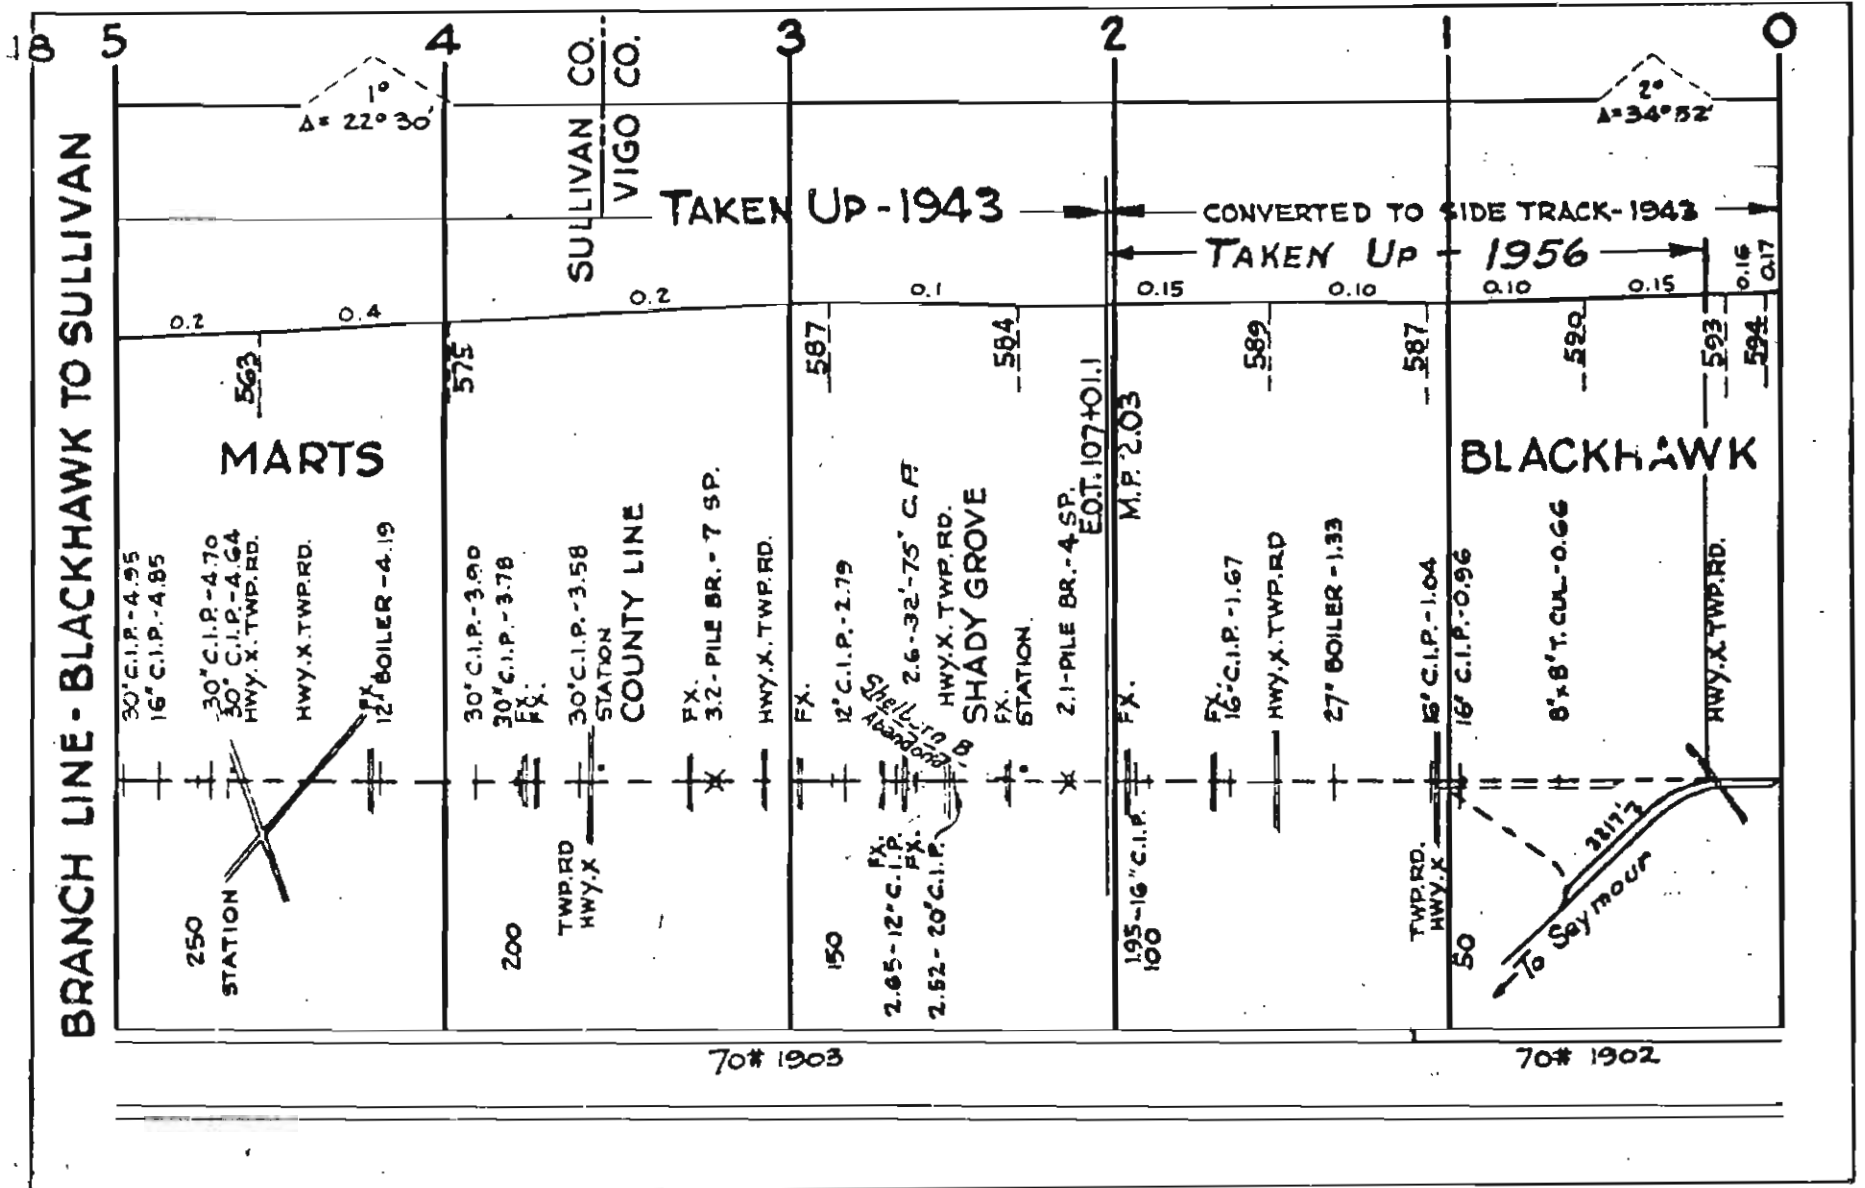 18 5 4 3 2 1 0
BRANCH LINE - BLACKHAWK TO SULLIVAN
1°
Δ= 22° 30'
SULLIVAN CO.
VIGO CO.
2°
Δ=34°52'
TAKEN UP - 1943
CONVERTED TO SIDE TRACK - 1943
TAKEN UP - 1956
0.2 0.4 0.2 0.1 0.15 0.10 0.10 0.15 0.16 0.17
563 575 587 584 589 587 590 593 594
MARTS
BLACKHAWK
E.O.T. 107+01.1
M.P. 2.03
30" C.I.P. - 4.95
16" C.I.P. - 4.85
30" C.I.P. - 4.70
30" C.I.P. - 4.64
HWY. X. TWP. RD.
HWY. X. TWP. RD.
FX.
12" BOILER - 4.19
30" C.I.P. - 3.90
30" C.I.P. - 3.78
FX.
FX.
30" C.I.P. - 3.58
STATION
COUNTY LINE
FX.
3.2 - PILE BR. - 7 SP.
HWY. X. TWP. RD.
FX.
12" C.I.P. - 2.79
Shelburn
Abandond
2.6 - 32' - 75"
HWY. X. TWP. RD.
SHADY GROVE
FX.
STATION.
2.1 - PILE BR. - 4 SP.
FX.
FX.
16" C.I.P. - 1.67
HWY. X. TWP. RD
27" BOILER - 1.33
16" C.I.P. - 1.04
16" C.I.P. - 0.96
8" x 8" T. CUL. - 0.66
HWY. X. TWP. RD.
250
STATION
200
TWP. RD
HWY. X
150
FX.
2.65 - 12" C.I.P.
FX.
2.52 - 20" C.I.P.
1.95 - 16" C.I.P.
100
TWP. RD.
HWY. X
50
To Seymour
70# 1903
70# 1902